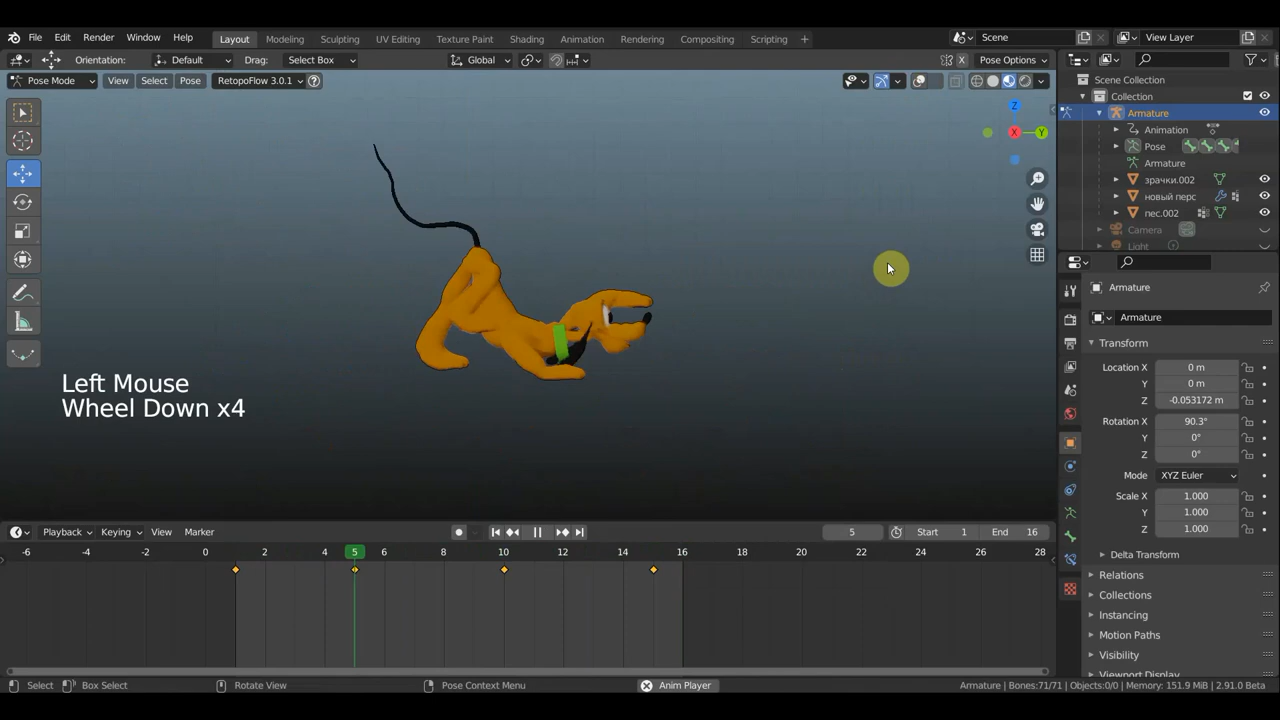 File Edit Render Window Help Layout Modeling Sculpting UV Editing Texture Paint Shading Animation Rendering Compositing Scripting + Scene View Layer
Orientation: Default Drag: Select Box Global X Pose Options
Pose Mode View Select Pose RetopoFlow 3.0.1 ?
Scene Collection
Collection
Armature
Animation
Pose
Armature
зрачки.002
новый перс
пес.002
Camera
Light
Z
X
Y
Left Mouse
Wheel Down x4
Armature
Armature
Transform
Location X 0 m
Y 0 m
Z -0.053172 m
Rotation X 90.3°
Y 0°
Z 0°
Mode XYZ Euler
Scale X 1.000
Y 1.000
Z 1.000
Delta Transform
Relations
Collections
Instancing
Motion Paths
Visibility
Viewport Display
Playback Keying View Marker 5 Start 1 End 16
-6 -4 -2 0 2 4 5 6 8 10 12 14 16 18 20 22 24 26 28
Select Box Select Rotate View Pose Context Menu Anim Player Armature | Bones:71/71 | Objects:0/0 | Memory: 151.9 MiB | 2.91.0 Beta